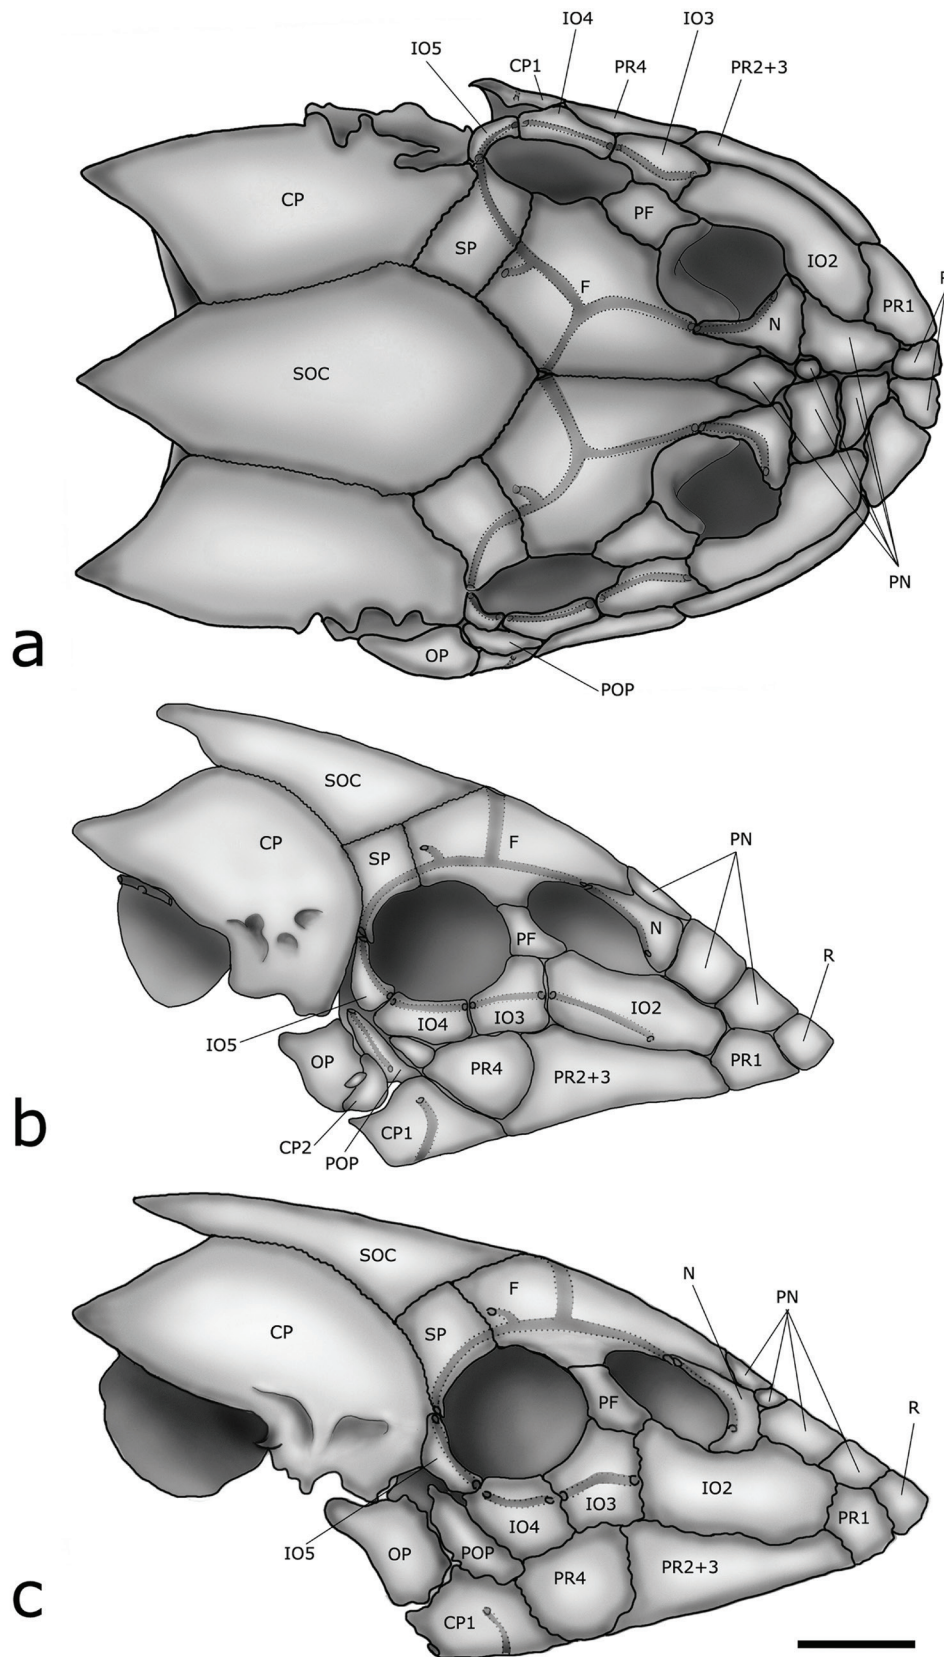 IO4 IO3
IO5 CP1 PR4 PR2+3
CP PF
SP IO2
F PR1
N
SOC
PN
a OP
POP
SOC
CP F PN
SP
N
PF R
IO2
IO5 IO4 IO3
OP PR4 PR2+3 PR1
b CP2 POP CP1
SOC
F N PN
CP SP
PF R
IO2
IO3 PR1
IO5 IO4
OP POP PR4 PR2+3
c CP1